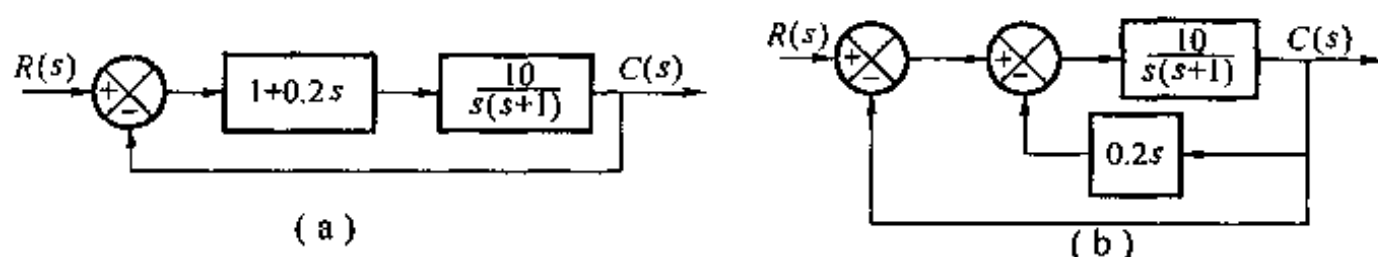 R(s)
+
−
1+0.2s
10
s(s+1)
C(s)
(a)
R(s)
+
−
+
−
10
s(s+1)
C(s)
0.2s
(b)